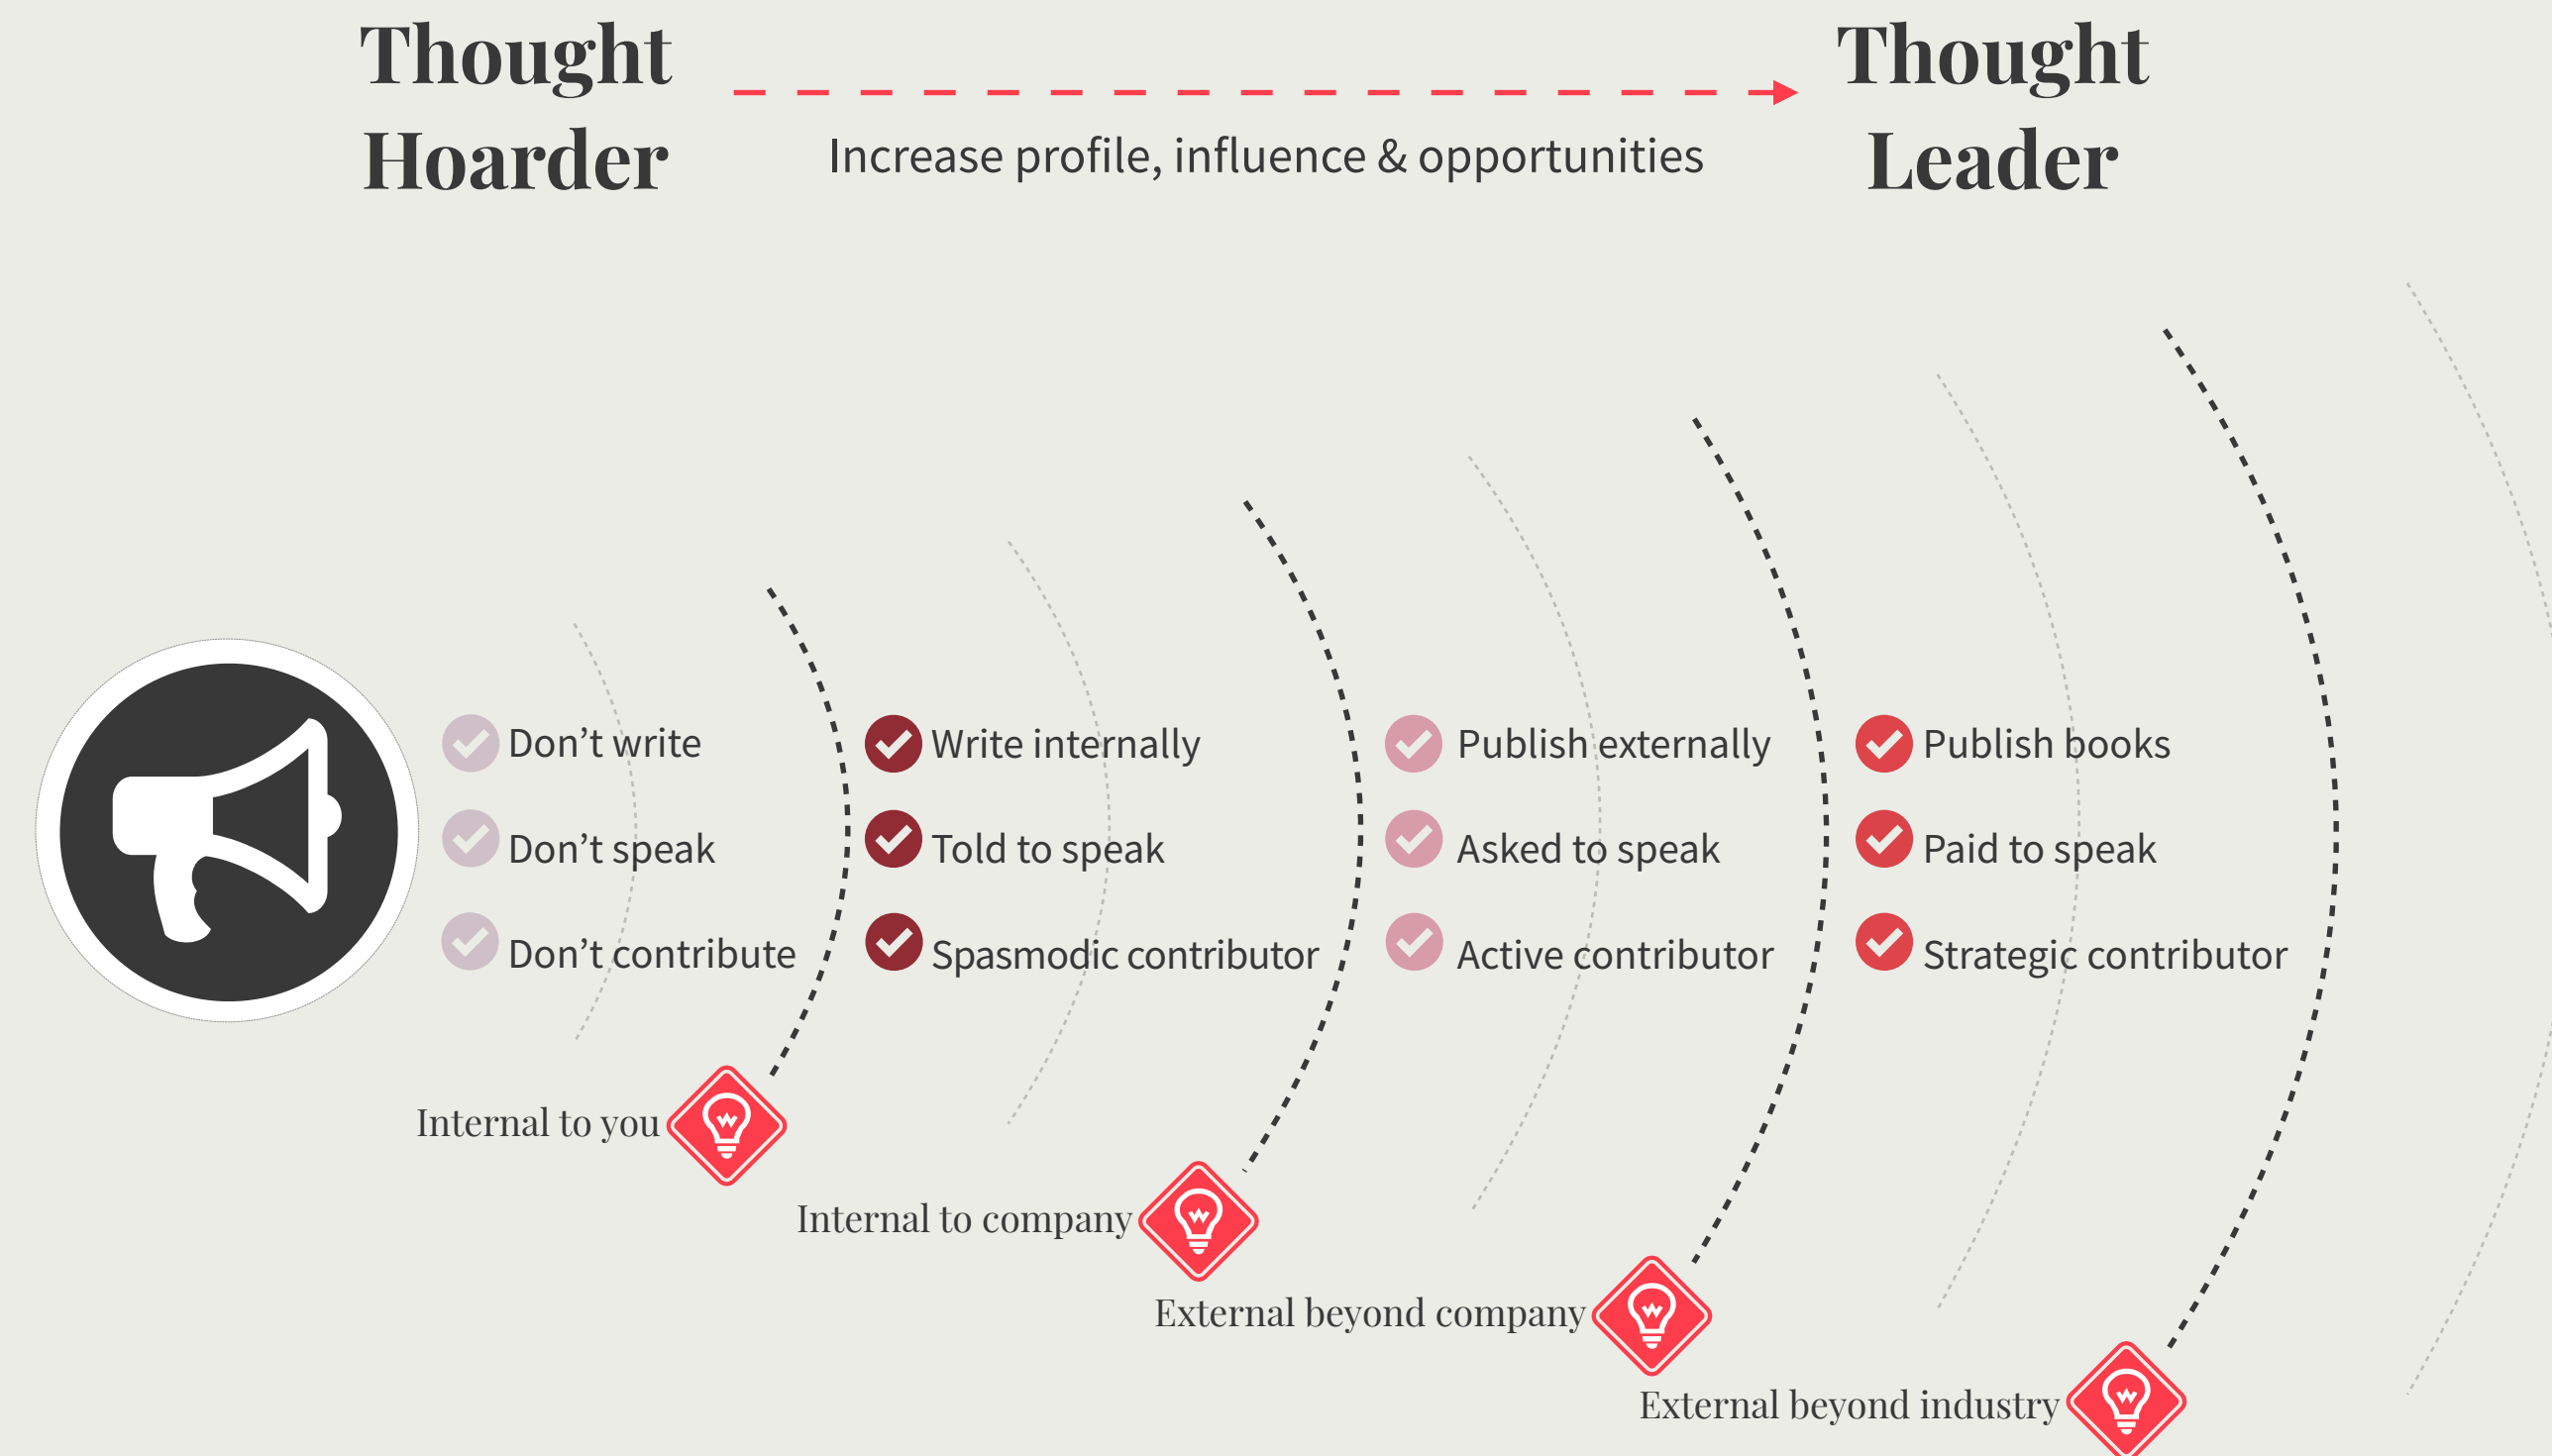 Thought
Hoarder
Increase profile, influence & opportunities
Thought
Leader
Don’t write
Don’t speak
Don’t contribute
Write internally
Told to speak
Spasmodic contributor
Publish externally
Asked to speak
Active contributor
Publish books
Paid to speak
Strategic contributor
Internal to you
Internal to company
External beyond company
External beyond industry